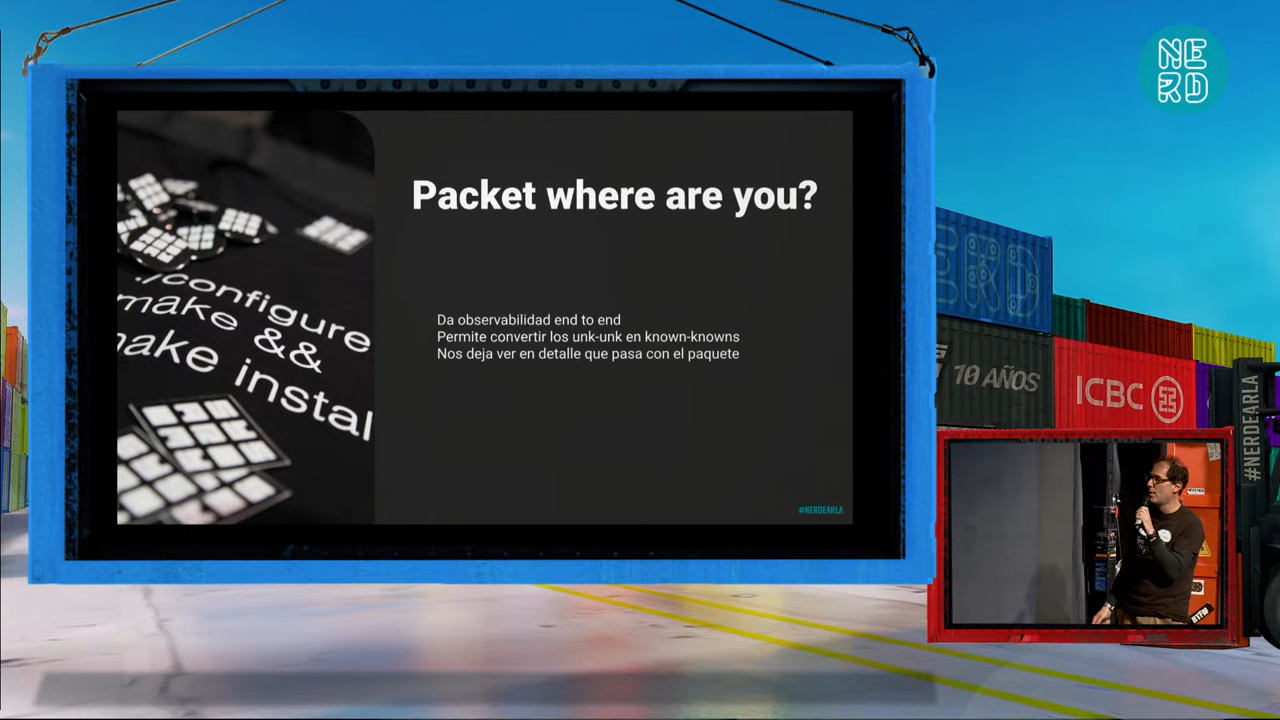 NE
RD
Packet where are you?
./configure
make &&
make instal
Da observabilidad end to end
Permite convertir los unk-unk en known-knowns
Nos deja ver en detalle que pasa con el paquete
#NERDEARLA
10 AÑOS
ICBC
#NERDEARLA